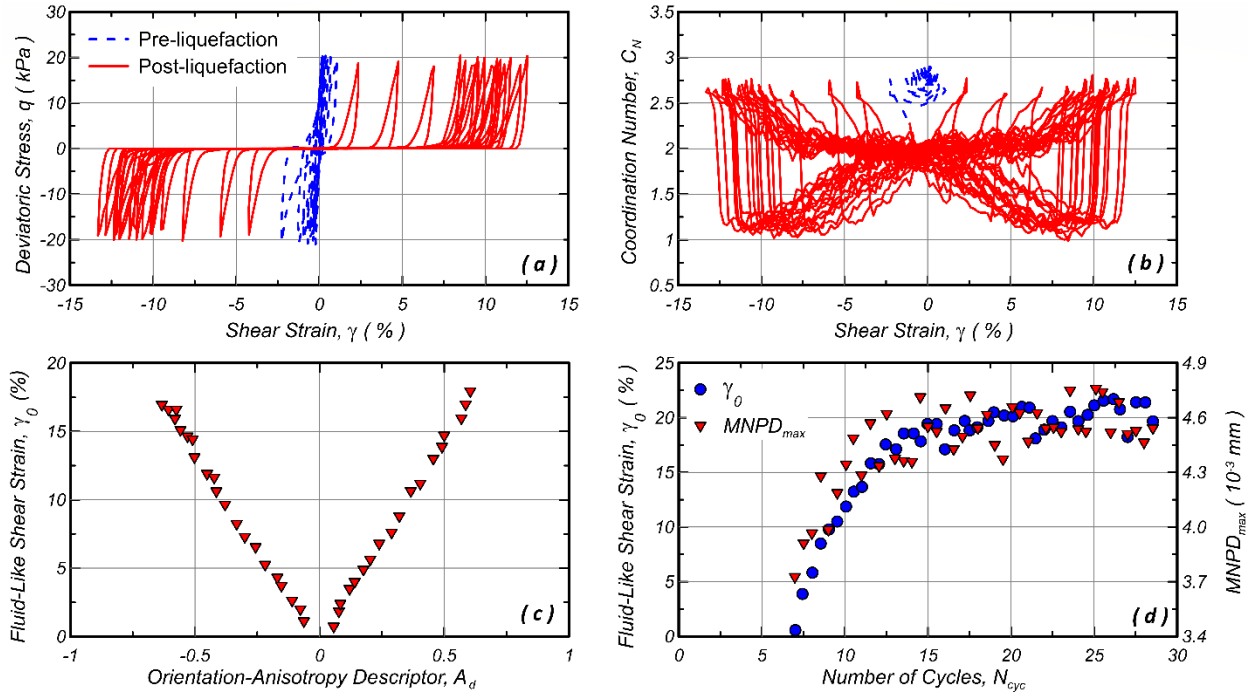 Deviatoric Stress, q ( kPa)
30
20
10
0
-10
-20
-30
Pre-liquefaction
Post-liquefaction
( a )
-15 -10 -5 0 5 10 15
Shear Strain, γ ( % )
Coordination Number, C_N
3.5
3
2.5
2
1.5
1
0.5
( b )
-15 -10 -5 0 5 10 15
Shear Strain, γ ( % )
Fluid-Like Shear Strain, γ₀ (%)
20
15
10
5
0
( c )
-1 -0.5 0 0.5 1
Orientation-Anisotropy Descriptor, A_d
Fluid-Like Shear Strain, γ₀ ( % )
25
20
15
10
5
0
γ₀
MNPD_max
( d )
0 5 10 15 20 25 30
Number of Cycles, N_cyc
4.9
4.6
4.3
4.0
3.7
3.4
MNPD_max ( 10⁻³ mm)